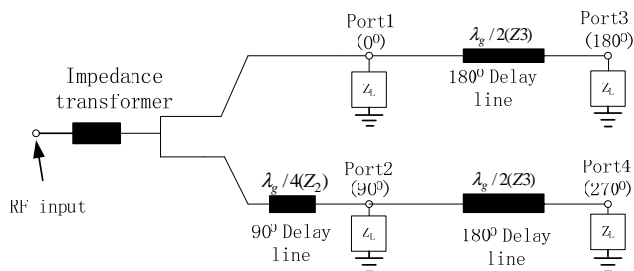 Port1
(0⁰)
λg/2(Z3)
Port3
(180⁰)
Impedance
transformer
ZL
180⁰ Delay
line
ZL
RF input
λg/4(Z2)
90⁰ Delay
line
Port2
(90⁰)
ZL
λg/2(Z3)
180⁰ Delay
line
Port4
(270⁰)
ZL